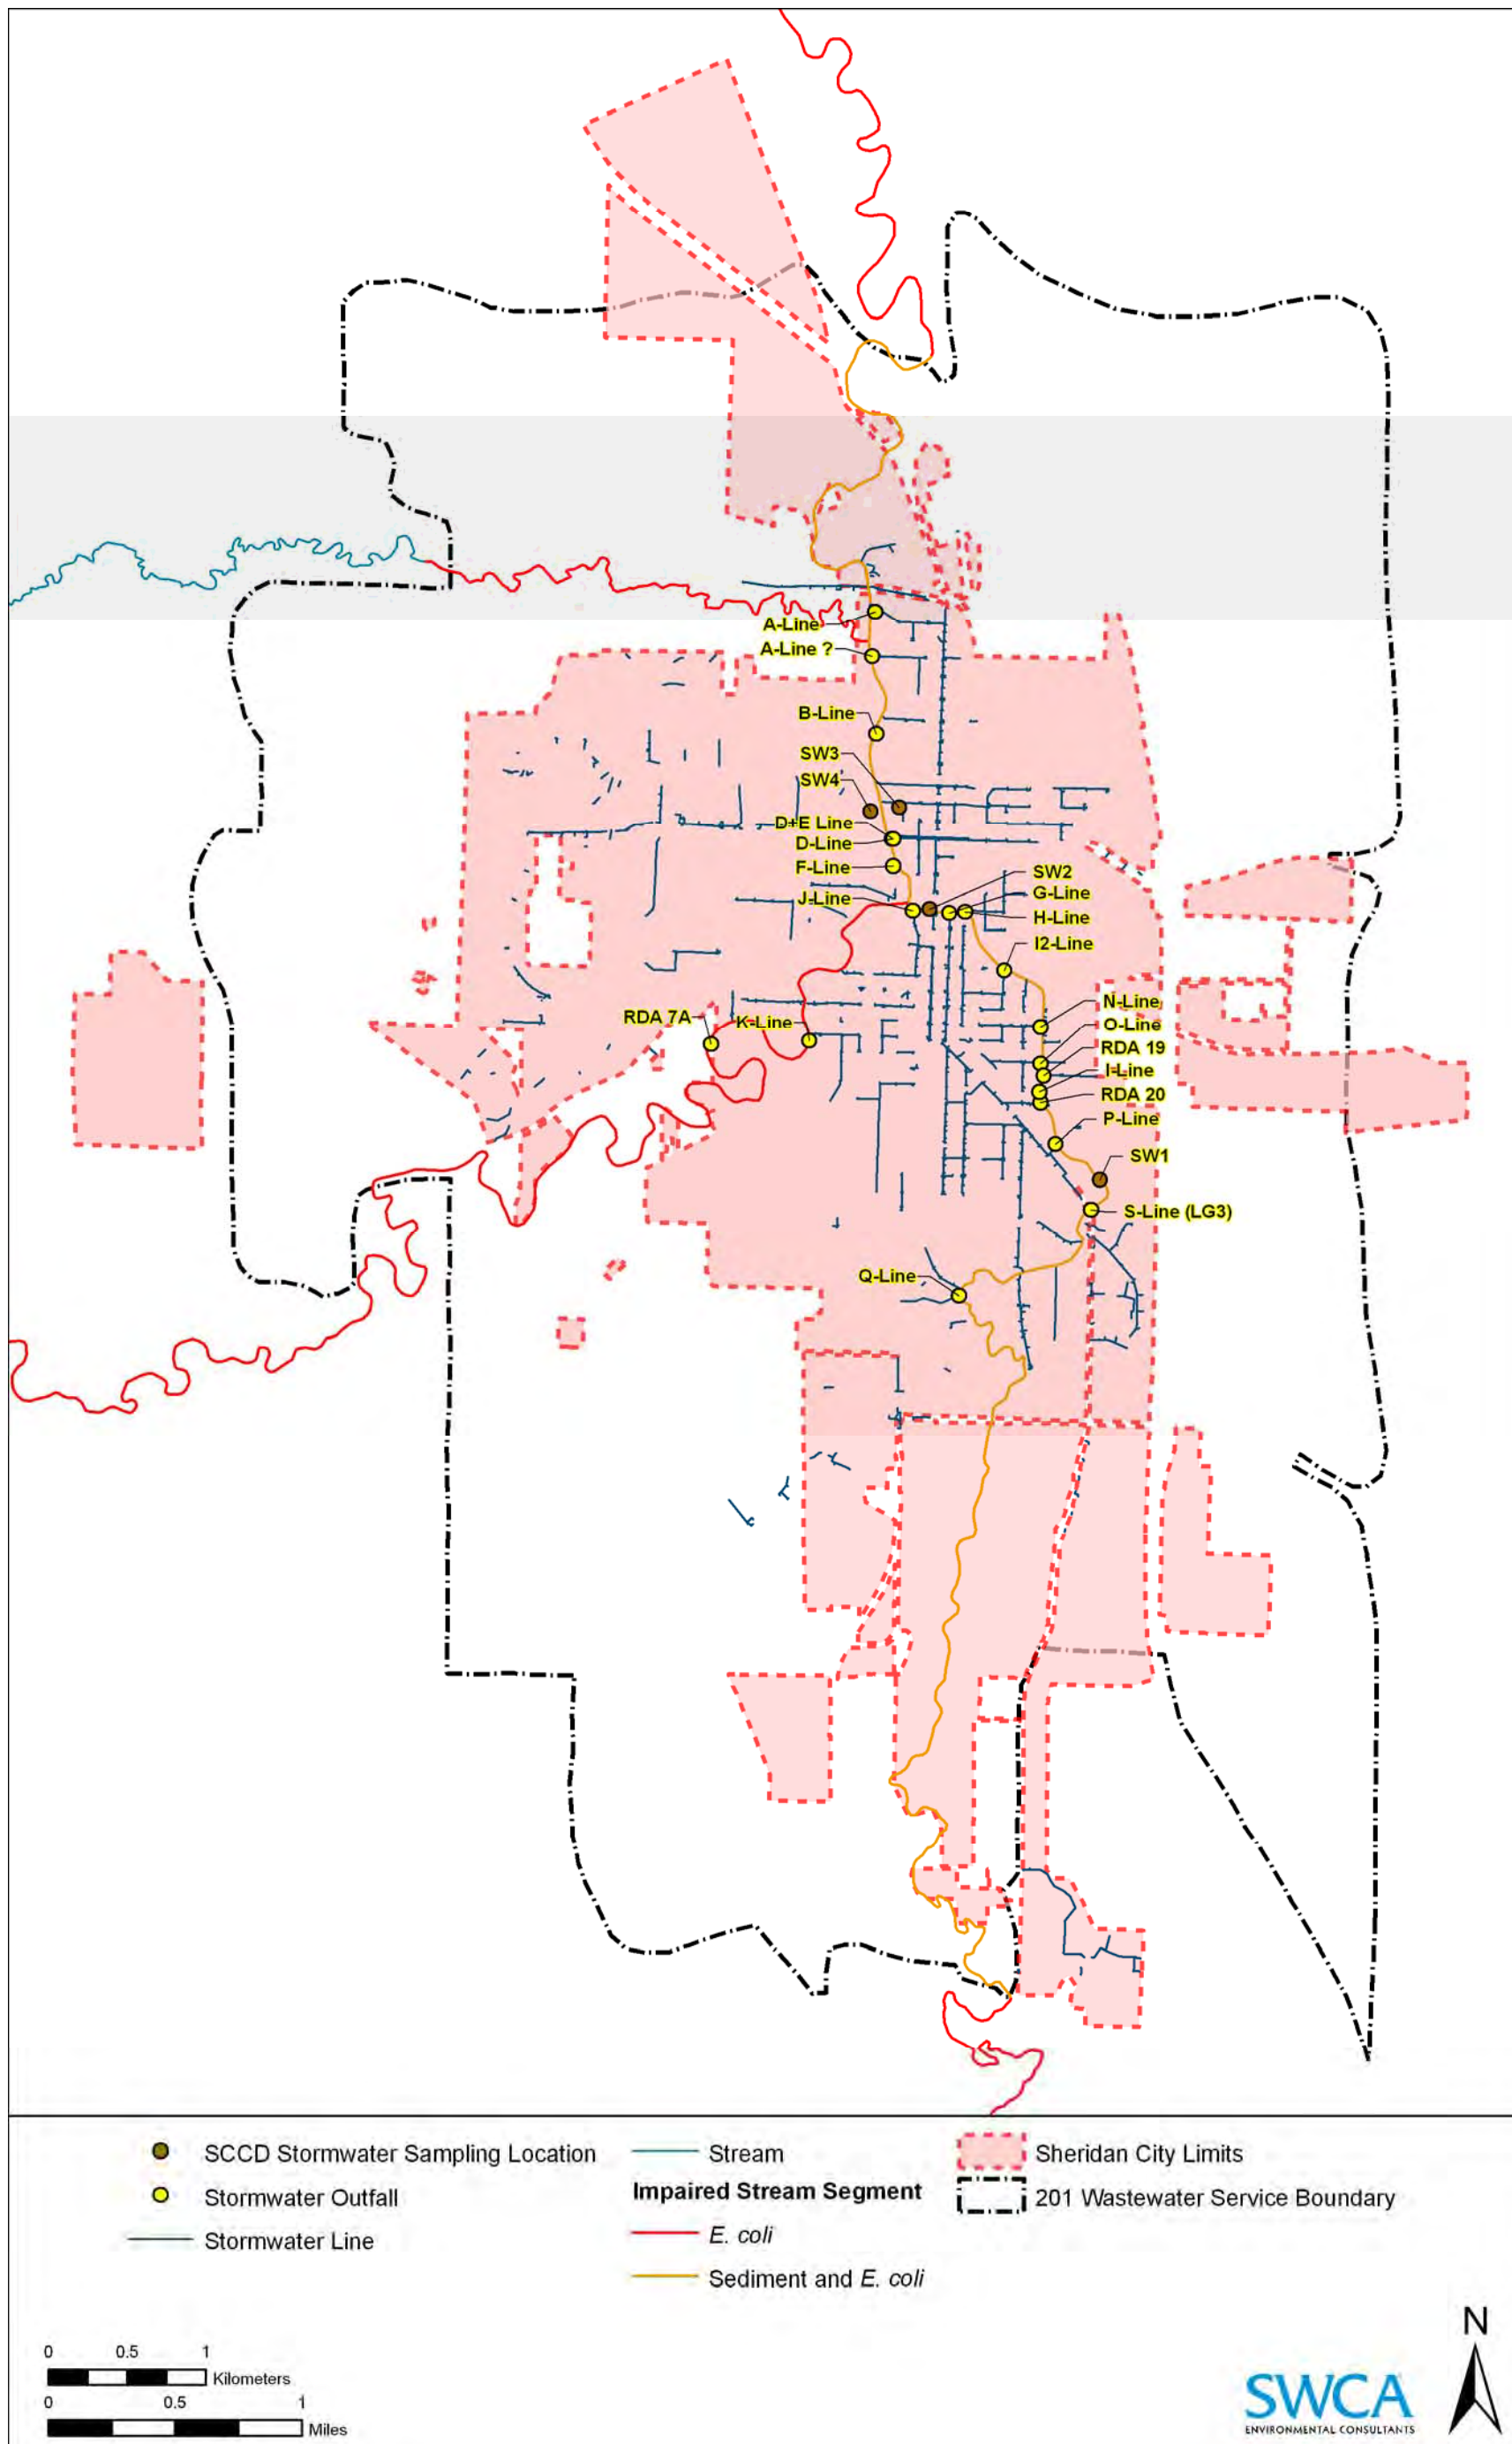 A-Line
A-Line ?
B-Line
SW3
SW4
D+E Line
D-Line
F-Line
SW2
G-Line
J-Line
H-Line
I2-Line
N-Line
RDA 7A
K-Line
O-Line
RDA 19
I-Line
RDA 20
P-Line
SW1
S-Line (LG3)
Q-Line
SCCD Stormwater Sampling Location
Stormwater Outfall
Stormwater Line
Stream
Impaired Stream Segment
E. coli
Sediment and E. coli
Sheridan City Limits
201 Wastewater Service Boundary
0 0.5 1
Kilometers
0 0.5 1
Miles
SWCA
ENVIRONMENTAL CONSULTANTS
N